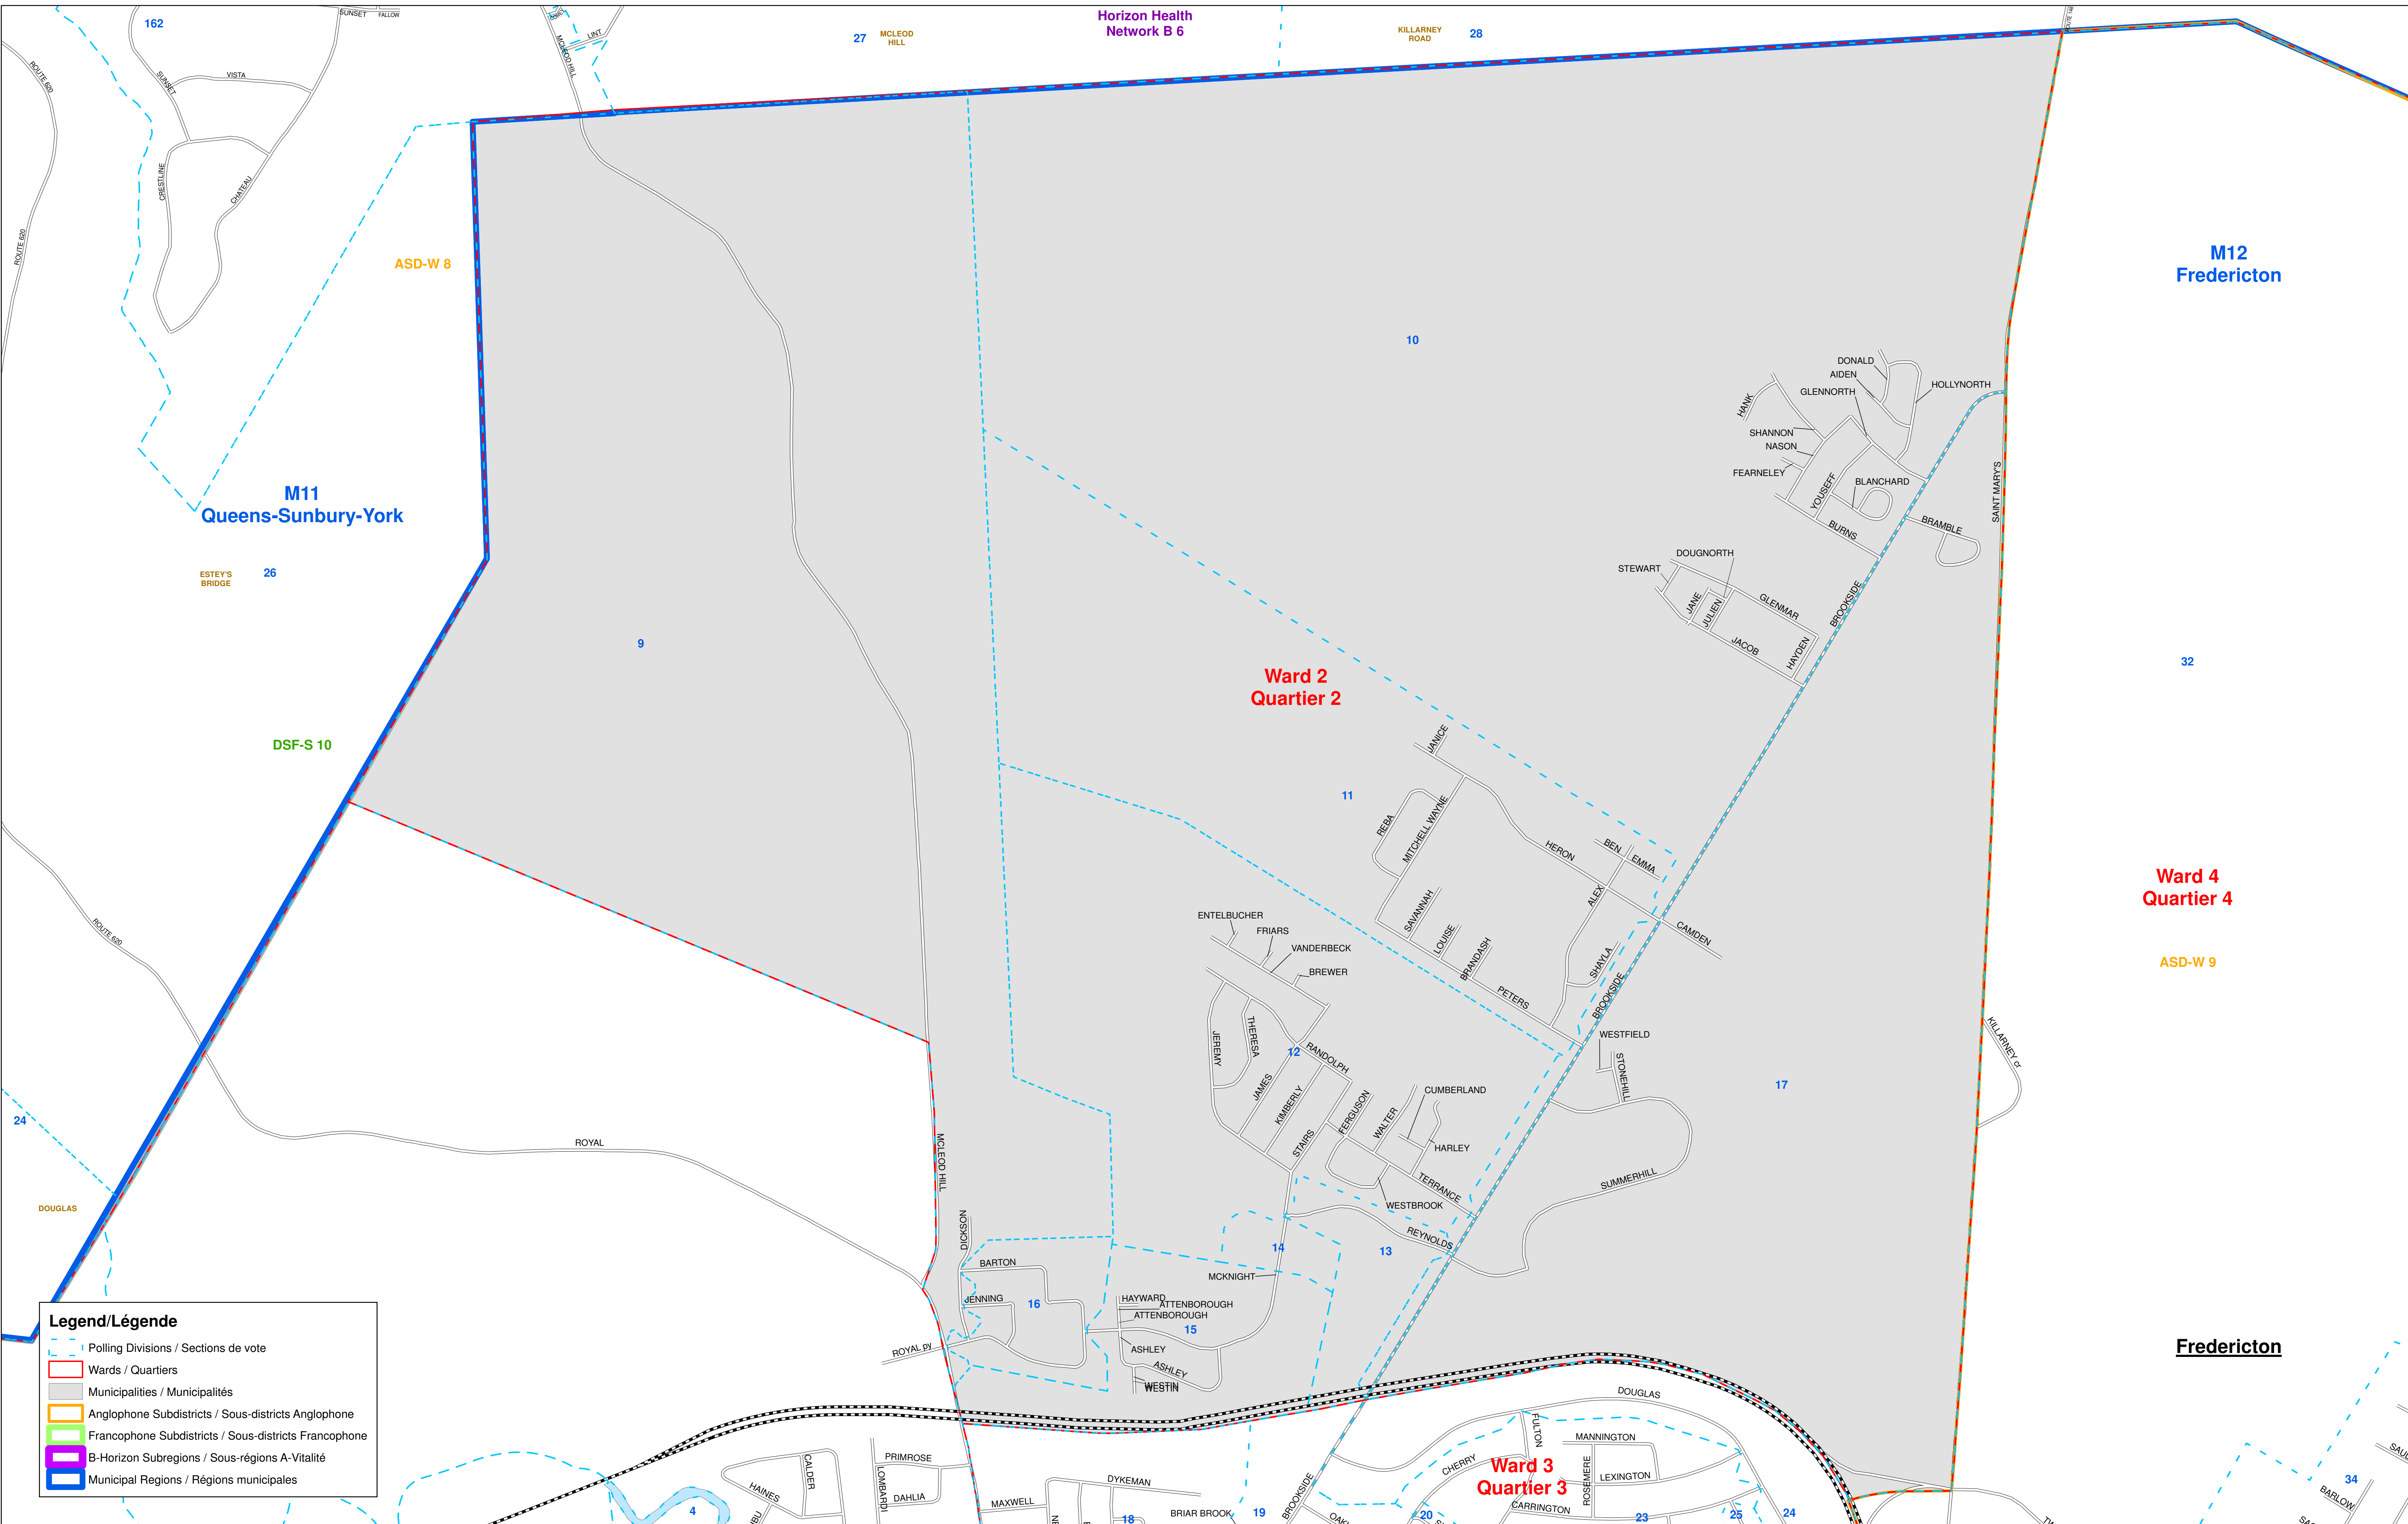 SUNSET
FALLOW
162
ROUTE 620
SUNSET
VISTA
CRESTLINE
CHATEAU
ROUTE 620
MCLEOD HILL
LINT
27
MCLEOD
HILL
Horizon Health
Network B 6
KILLARNEY
ROAD
28
ASD-W 8
M12
Fredericton
10
DONALD
AIDEN
GLENNORTH
HOLLYNORTH
HANK
SHANNON
NASON
FEARNELEY
YOUSEFF
BLANCHARD
BURNS
BRAMBLE
SAINT MARY'S
M11
Queens-Sunbury-York
ESTEY'S
BRIDGE
26
DOUGNORTH
STEWART
JANE
JULIEN
GLENMAR
JACOB
HAYDEN
BROOKSIDE
9
32
Ward 2
Quartier 2
DSF-S 10
JANICE
11
REBA
MITCHELL WAYNE
HERON
BEN
EMMA
ALEX
SAVANNAH
LOUISE
BRANDASH
SHAYLA
CAMDEN
PETERS
BROOKSIDE
Ward 4
Quartier 4
ASD-W 9
ROUTE 620
ENTELBUCHER
FRIARS
VANDERBECK
BREWER
JEREMY
THERESA
12
RANDOLPH
JAMES
KIMBERLY
STAIRS
FERGUSON
WALTER
CUMBERLAND
HARLEY
TERRANCE
WESTBROOK
WESTFIELD
STONEHILL
17
KILLARNEY cr
SUMMERHILL
24
ROYAL
MCLEOD HILL
DOUGLAS
DICKSON
BARTON
JENNING
16
14
13
REYNOLDS
MCKNIGHT
HAYWARD
ATTENBOROUGH
ATTENBOROUGH
15
ASHLEY
ASHLEY
WESTIN
WESTIN
ROYAL py
Fredericton
Legend/Légende
Polling Divisions / Sections de vote
Wards / Quartiers
Municipalities / Municipalités
Anglophone Subdistricts / Sous-districts Anglophone
Francophone Subdistricts / Sous-districts Francophone
B-Horizon Subregions / Sous-régions A-Vitalité
Municipal Regions / Régions municipales
DOUGLAS
FULTON
MANNINGTON
CHERRY
Ward 3
Quartier 3
ROSEMERE
LEXINGTON
CARRINGTON
PRIMROSE
CALDER
LOMBARDI
HAINES
DAHLIA
MAXWELL
DYKEMAN
BRIAR BROOK
BROOKSIDE
4
18
19
20
23
25
24
34
BARLOW